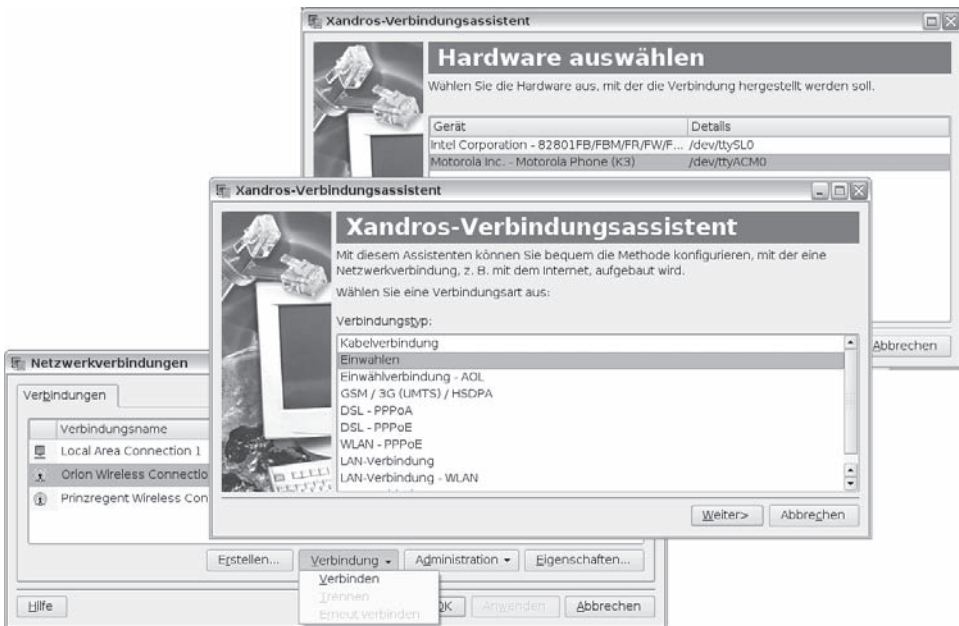 Xandros-Verbindungsassistent
Hardware auswählen
Wählen Sie die Hardware aus, mit der die Verbindung hergestellt werden soll.
Gerät Details
Intel Corporation - 82801FB/FBM/FR/FW/F... /dev/ttySL0
Motorola Inc. - Motorola Phone (K3) /dev/ttyACM0
Abbrechen
Xandros-Verbindungsassistent
Xandros-Verbindungsassistent
Mit diesem Assistenten können Sie bequem die Methode konfigurieren, mit der eine
Netzwerkverbindung, z. B. mit dem Internet, aufgebaut wird.
Wählen Sie eine Verbindungsart aus:
Verbindungstyp:
Kabelverbindung
Einwahlen
Einwählverbindung - AOL
GSM / 3G (UMTS) / HSDPA
DSL - PPPoA
DSL - PPPoE
WLAN - PPPoE
LAN-Verbindung
LAN-Verbindung - WLAN
Weiter> Abbrechen
Netzwerkverbindungen
Verbindungen
Verbindungsname
Local Area Connection 1
Orion Wireless Connectio
Prinzregent Wireless Con
Erstellen... Verbindung Administration Eigenschaften...
Verbinden
Trennen
Erneut verbinden
Hilfe OK Anwenden Abbrechen